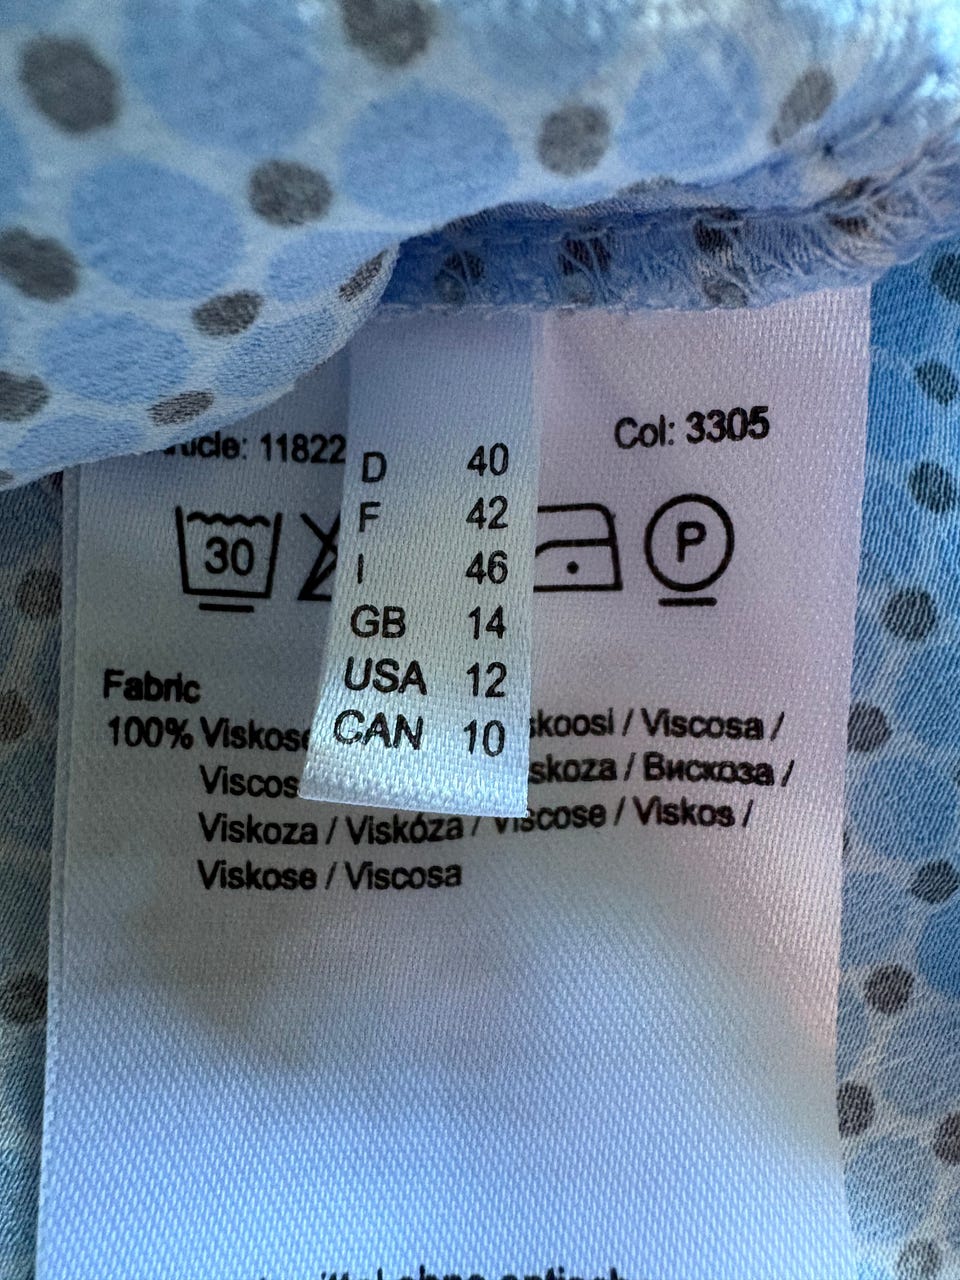 11822
Col: 3305
D 40
F 42
I 46
GB 14
USA 12
CAN 10
30
P
Fabric
100% Viskose skoosi / Viscosa /
Viscos skoza / Вискоза /
Viskoza / Viskóza / Viscose / Viskos /
Viskose / Viscosa